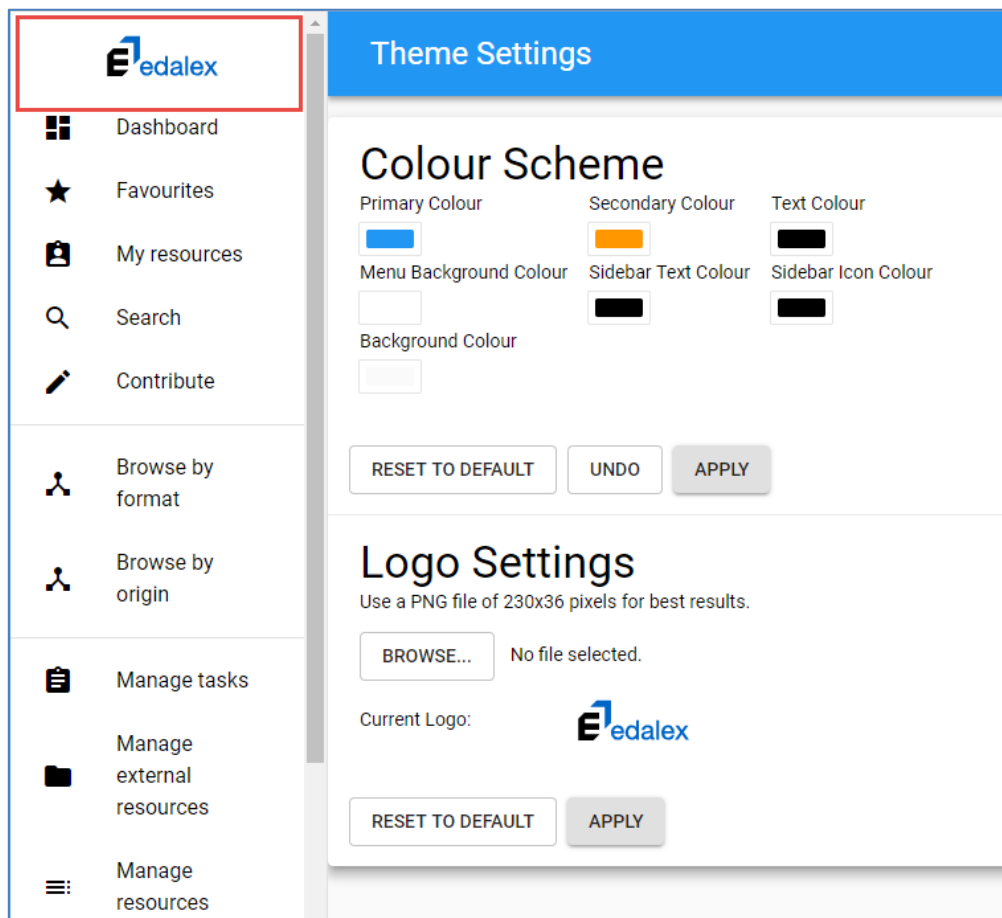 edalex
Dashboard
Favourites
My resources
Search
Contribute
Browse by
format
Browse by
origin
Manage tasks
Manage
external
resources
Manage
resources
Theme Settings
Colour Scheme
Primary Colour Secondary Colour Text Colour
Menu Background Colour Sidebar Text Colour Sidebar Icon Colour
Background Colour
RESET TO DEFAULT UNDO APPLY
Logo Settings
Use a PNG file of 230x36 pixels for best results.
BROWSE... No file selected.
Current Logo: edalex
RESET TO DEFAULT APPLY